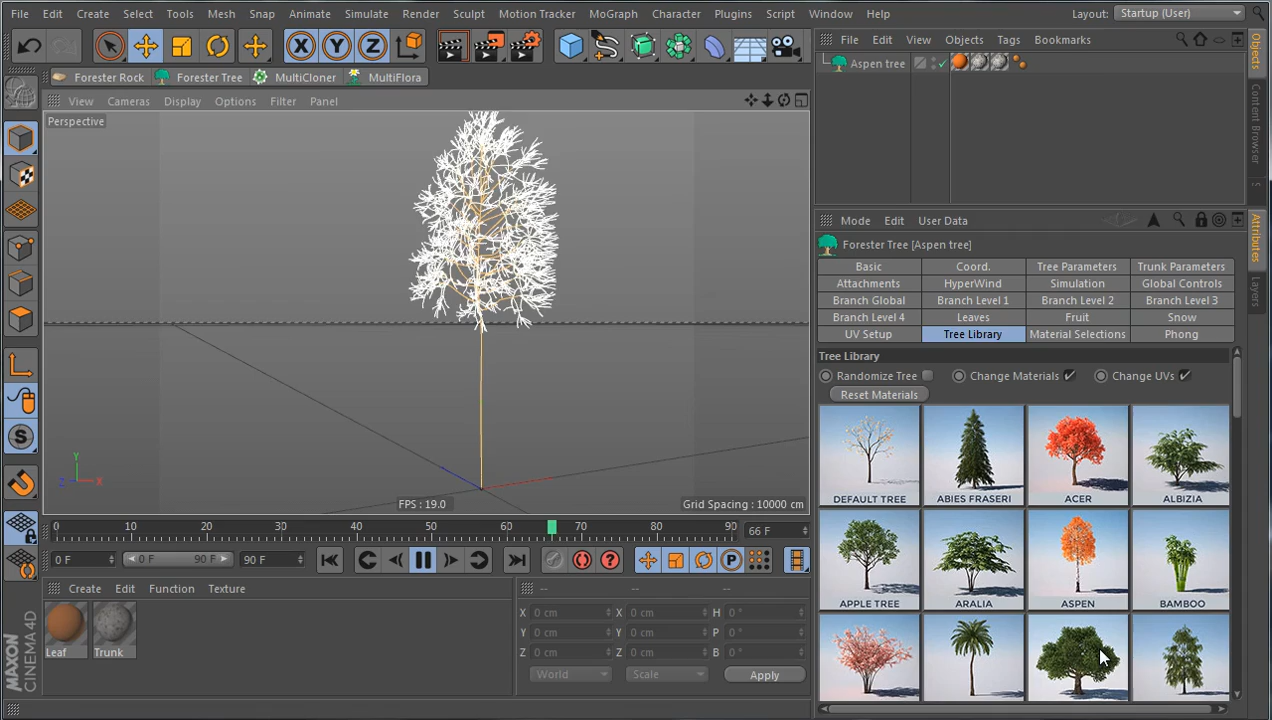 File Edit Create Select Tools Mesh Snap Animate Simulate Render Sculpt Motion Tracker MoGraph Character Plugins Script Window Help Layout: Startup (User)
X Y Z
File Edit View Objects Tags Bookmarks
Aspen tree
Forester Rock Forester Tree MultiCloner MultiFlora
View Cameras Display Options Filter Panel
Perspective
Y
Z X
FPS : 19.0
Grid Spacing : 10000 cm
0 10 20 30 40 50 60 70 80 90 66 F
0 F 0 F 90 F 90 F
P
Create Edit Function Texture
Leaf Trunk
-- -- --
X 0 cm X 0 cm H 0 °
Y 0 cm Y 0 cm P 0 °
Z 0 cm Z 0 cm B 0 °
World Scale Apply
S
MAXON
CINEMA 4D
Objects
Content Browser
S
Attributes
Layers
Mode Edit User Data
Forester Tree [Aspen tree]
Basic Coord. Tree Parameters Trunk Parameters
Attachments HyperWind Simulation Global Controls
Branch Global Branch Level 1 Branch Level 2 Branch Level 3
Branch Level 4 Leaves Fruit Snow
UV Setup Tree Library Material Selections Phong
Tree Library
Randomize Tree Change Materials Change UVs
Reset Materials
DEFAULT TREE ABIES FRASERI ACER ALBIZIA
APPLE TREE ARALIA ASPEN BAMBOO